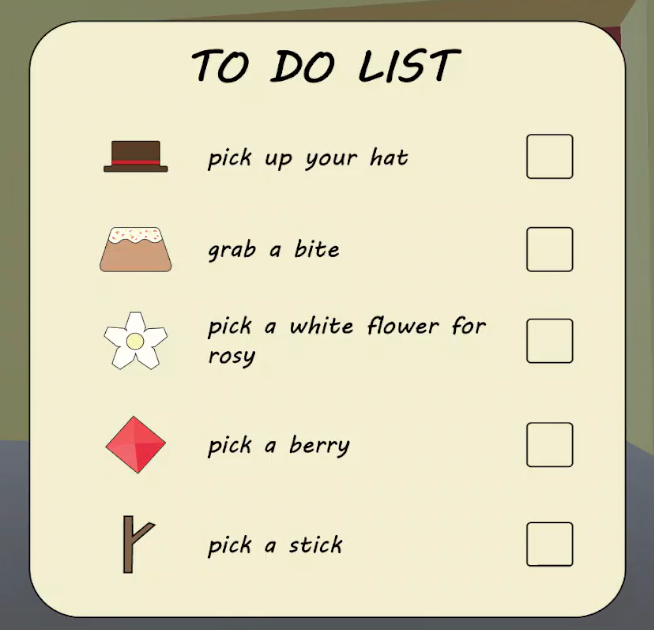 TO DO LIST
pick up your hat
grab a bite
pick a white flower for
rosy
pick a berry
pick a stick